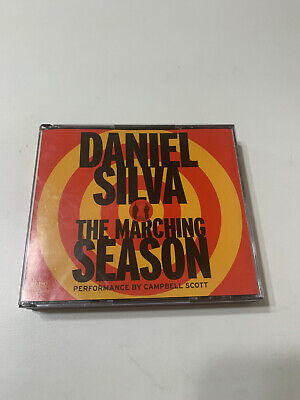 DANIEL
SILVA
THE MARCHING
SEASON
PERFORMANCE BY CAMPBELL SCOTT